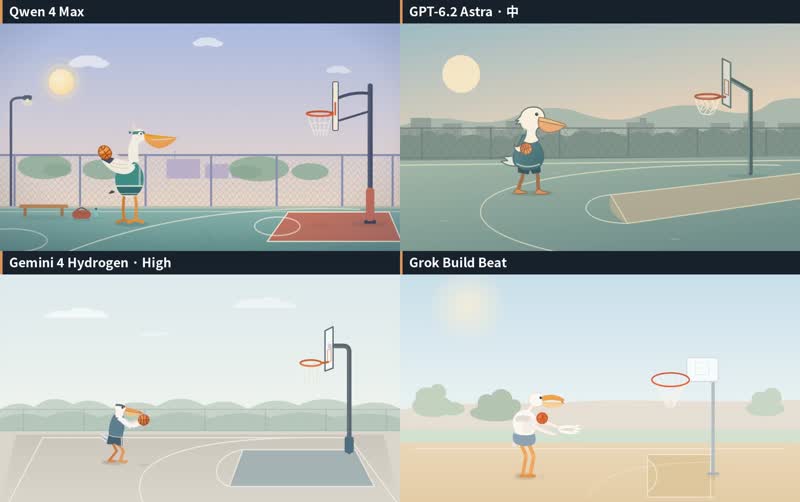 Qwen 4 Max
GPT-6.2 Astra · 中
Gemini 4 Hydrogen · High
Grok Build Beat